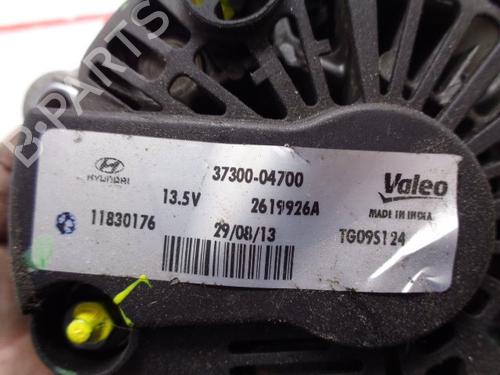 B-PARTS
HYUNDAI
37300-04700
Valeo
13.5V
2619926A
MADE IN INDIA
11830176
29/08/13
TG09S124